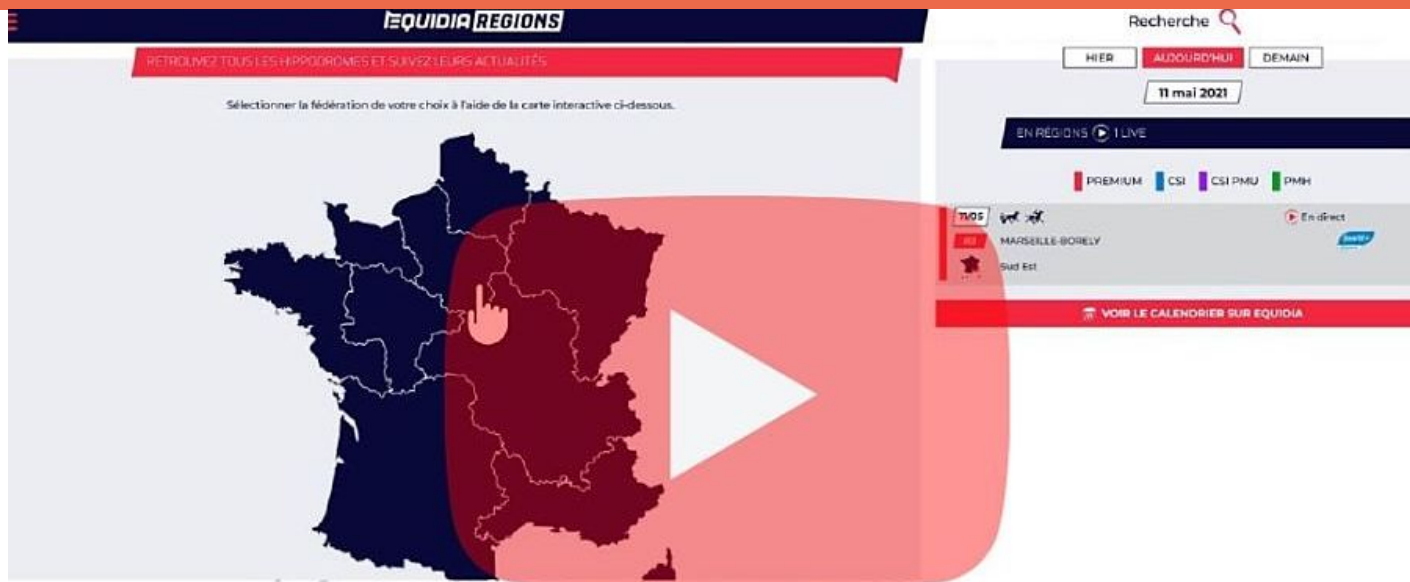 EQUIDIA REGIONS
RETROUVEZ TOUS LES HIPPODROMES ET SUIVEZ LEURS ACTUALITÉS
Sélectionner la fédération de votre choix à l'aide de la carte interactive ci-dessous.
Recherche
HIER AUJOURD'HUI DEMAIN
11 mai 2021
EN RÉGIONS 1 LIVE
PREMIUM CSI CSI PMU PMH
11/05 En direct
MARSEILLE-BORELY
Sud Est
VOIR LE CALENDRIER SUR EQUIDIA